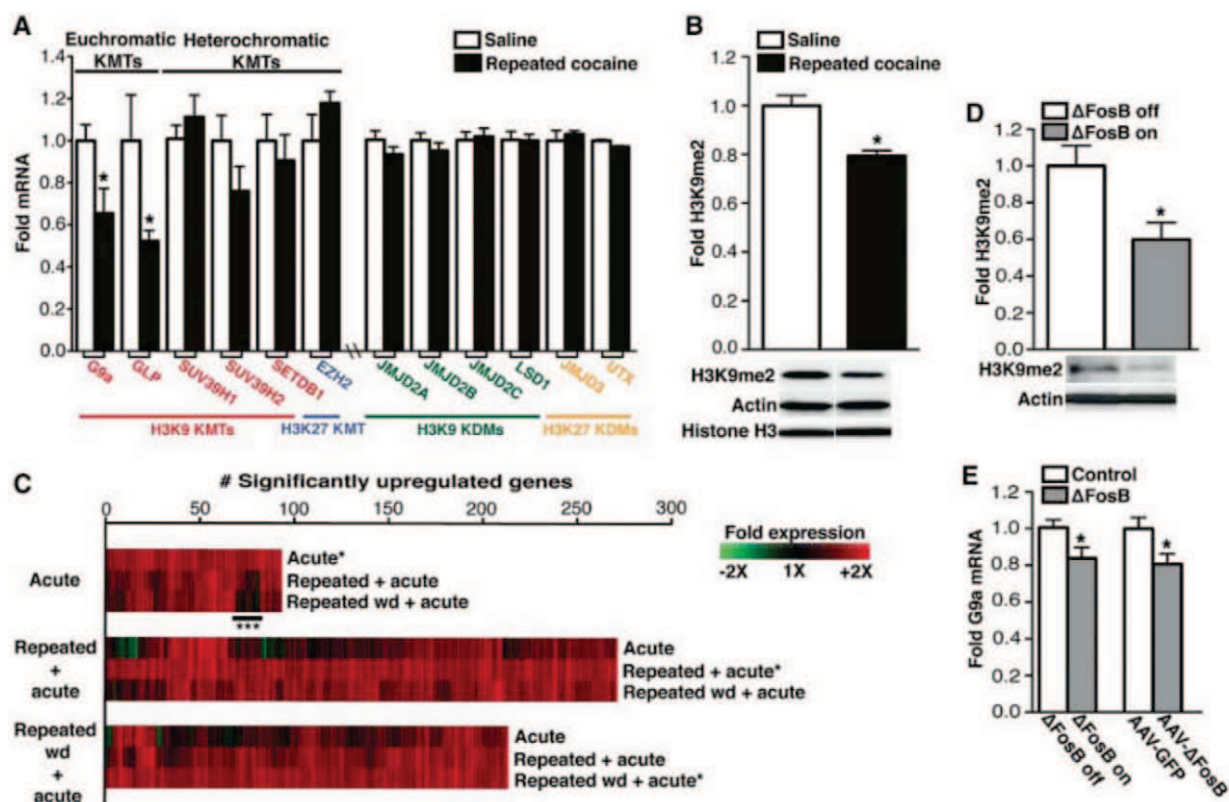 A
Euchromatic Heterochromatic
KMTs KMTs
Saline
Repeated cocaine
Fold mRNA
1.4
1.2
1.0
0.8
0.6
0.4
0.2
0.0
*
*
G9a
GLP
SUV39H1
SUV39H2
SETDB1
EZH2
JMJD2A
JMJD2B
JMJD2C
LSD1
JMJD3
UTX
H3K9 KMTs
H3K27 KMT
H3K9 KDMs
H3K27 KDMs
B
Saline
Repeated cocaine
Fold H3K9me2
1.2
1.0
0.8
0.6
0.4
0.2
0
*
H3K9me2
Actin
Histone H3
D
ΔFosB off
ΔFosB on
Fold H3K9me2
1.2
1.0
0.8
0.6
0.4
0.2
0
*
H3K9me2
Actin
C
# Significantly upregulated genes
0 50 100 150 200 250 300
Fold expression
-2X 1X +2X
Acute
Acute*
Repeated + acute
Repeated wd + acute
***
Repeated
+
acute
Acute
Repeated + acute*
Repeated wd + acute
Repeated
wd
+
acute
Acute
Repeated + acute
Repeated wd + acute*
E
Control
ΔFosB
Fold G9a mRNA
1.2
1.0
0.8
0.6
0.4
0.2
0.0
*
*
ΔFosB off
ΔFosB on
AAV-GFP
AAV-ΔFosB